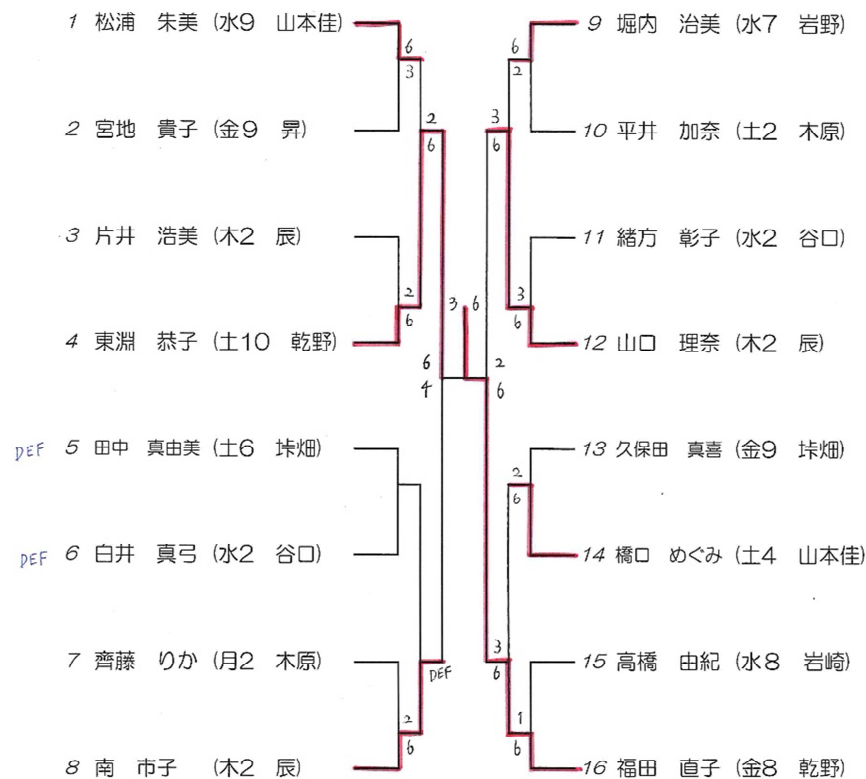 1 松浦 朱美 (水9 山本佳)
9 堀内 治美 (水7 岩野)
6
3
6
2
2 宮地 貴子 (金9 昇)
2
6
3
6
10 平井 加奈 (土2 木原)
3 片井 浩美 (木2 辰)
11 緒方 彰子 (水2 谷口)
2
6
3 6
3
6
4 東淵 恭子 (土10 乾野)
12 山口 理奈 (木2 辰)
6
4
2
6
DEF 5 田中 真由美 (土6 垰畑)
13 久保田 真喜 (金9 垰畑)
2
6
DEF 6 白井 真弓 (水2 谷口)
14 橋口 めぐみ (土4 山本佳)
7 齊藤 りか (月2 木原)
DEF
3
6
15 高橋 由紀 (水8 岩崎)
2
6
1
6
8 南 市子 (木2 辰)
16 福田 直子 (金8 乾野)